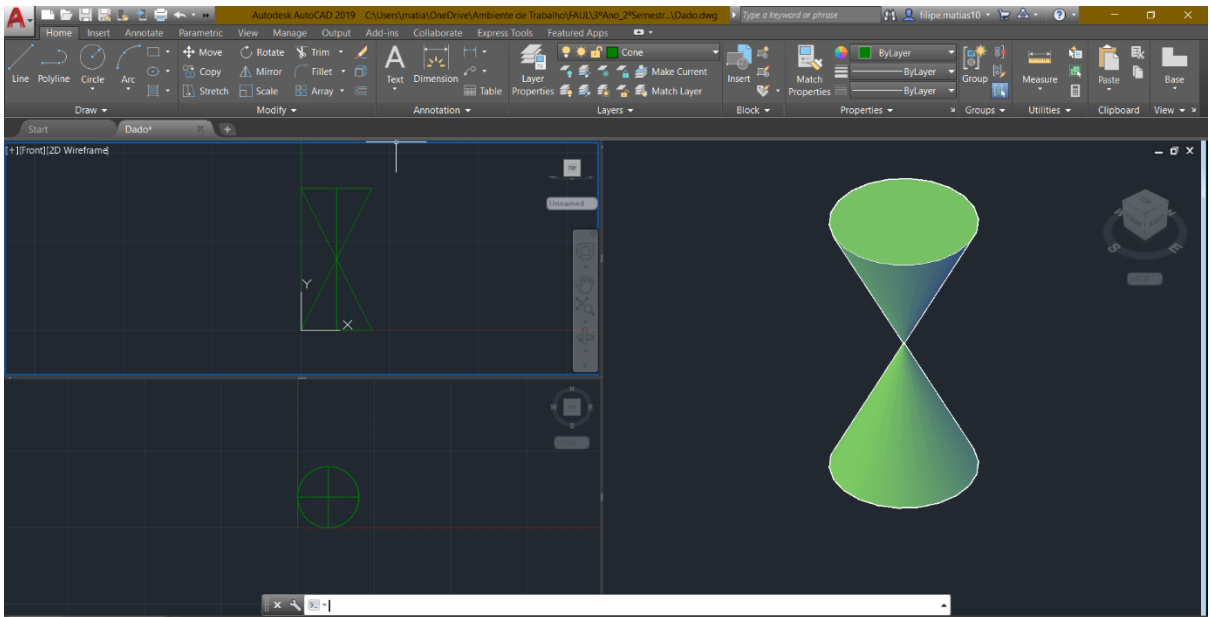 Autodesk AutoCAD 2019 C:\Users\matia\OneDrive\Ambiente de Trabalho\FAUL\3ºAno_2ºSemestr...\Dado.dwg Type a keyword or phrase filipe.matias10
Home Insert Annotate Parametric View Manage Output Add-ins Collaborate Express Tools Featured Apps
Line Polyline Circle Arc
Move Rotate Trim
Copy Mirror Fillet
Stretch Scale Array
Text Dimension Table
Layer Properties
Cone
Make Current
Match Layer
Insert
Match Properties
ByLayer
ByLayer
ByLayer
Group Measure Paste Base
Draw Modify Annotation Layers Block Properties Groups Utilities Clipboard View
Start Dado*
[+][Front][2D Wireframe]
TOP
Unnamed
Y
X
N
W E
S
WCS